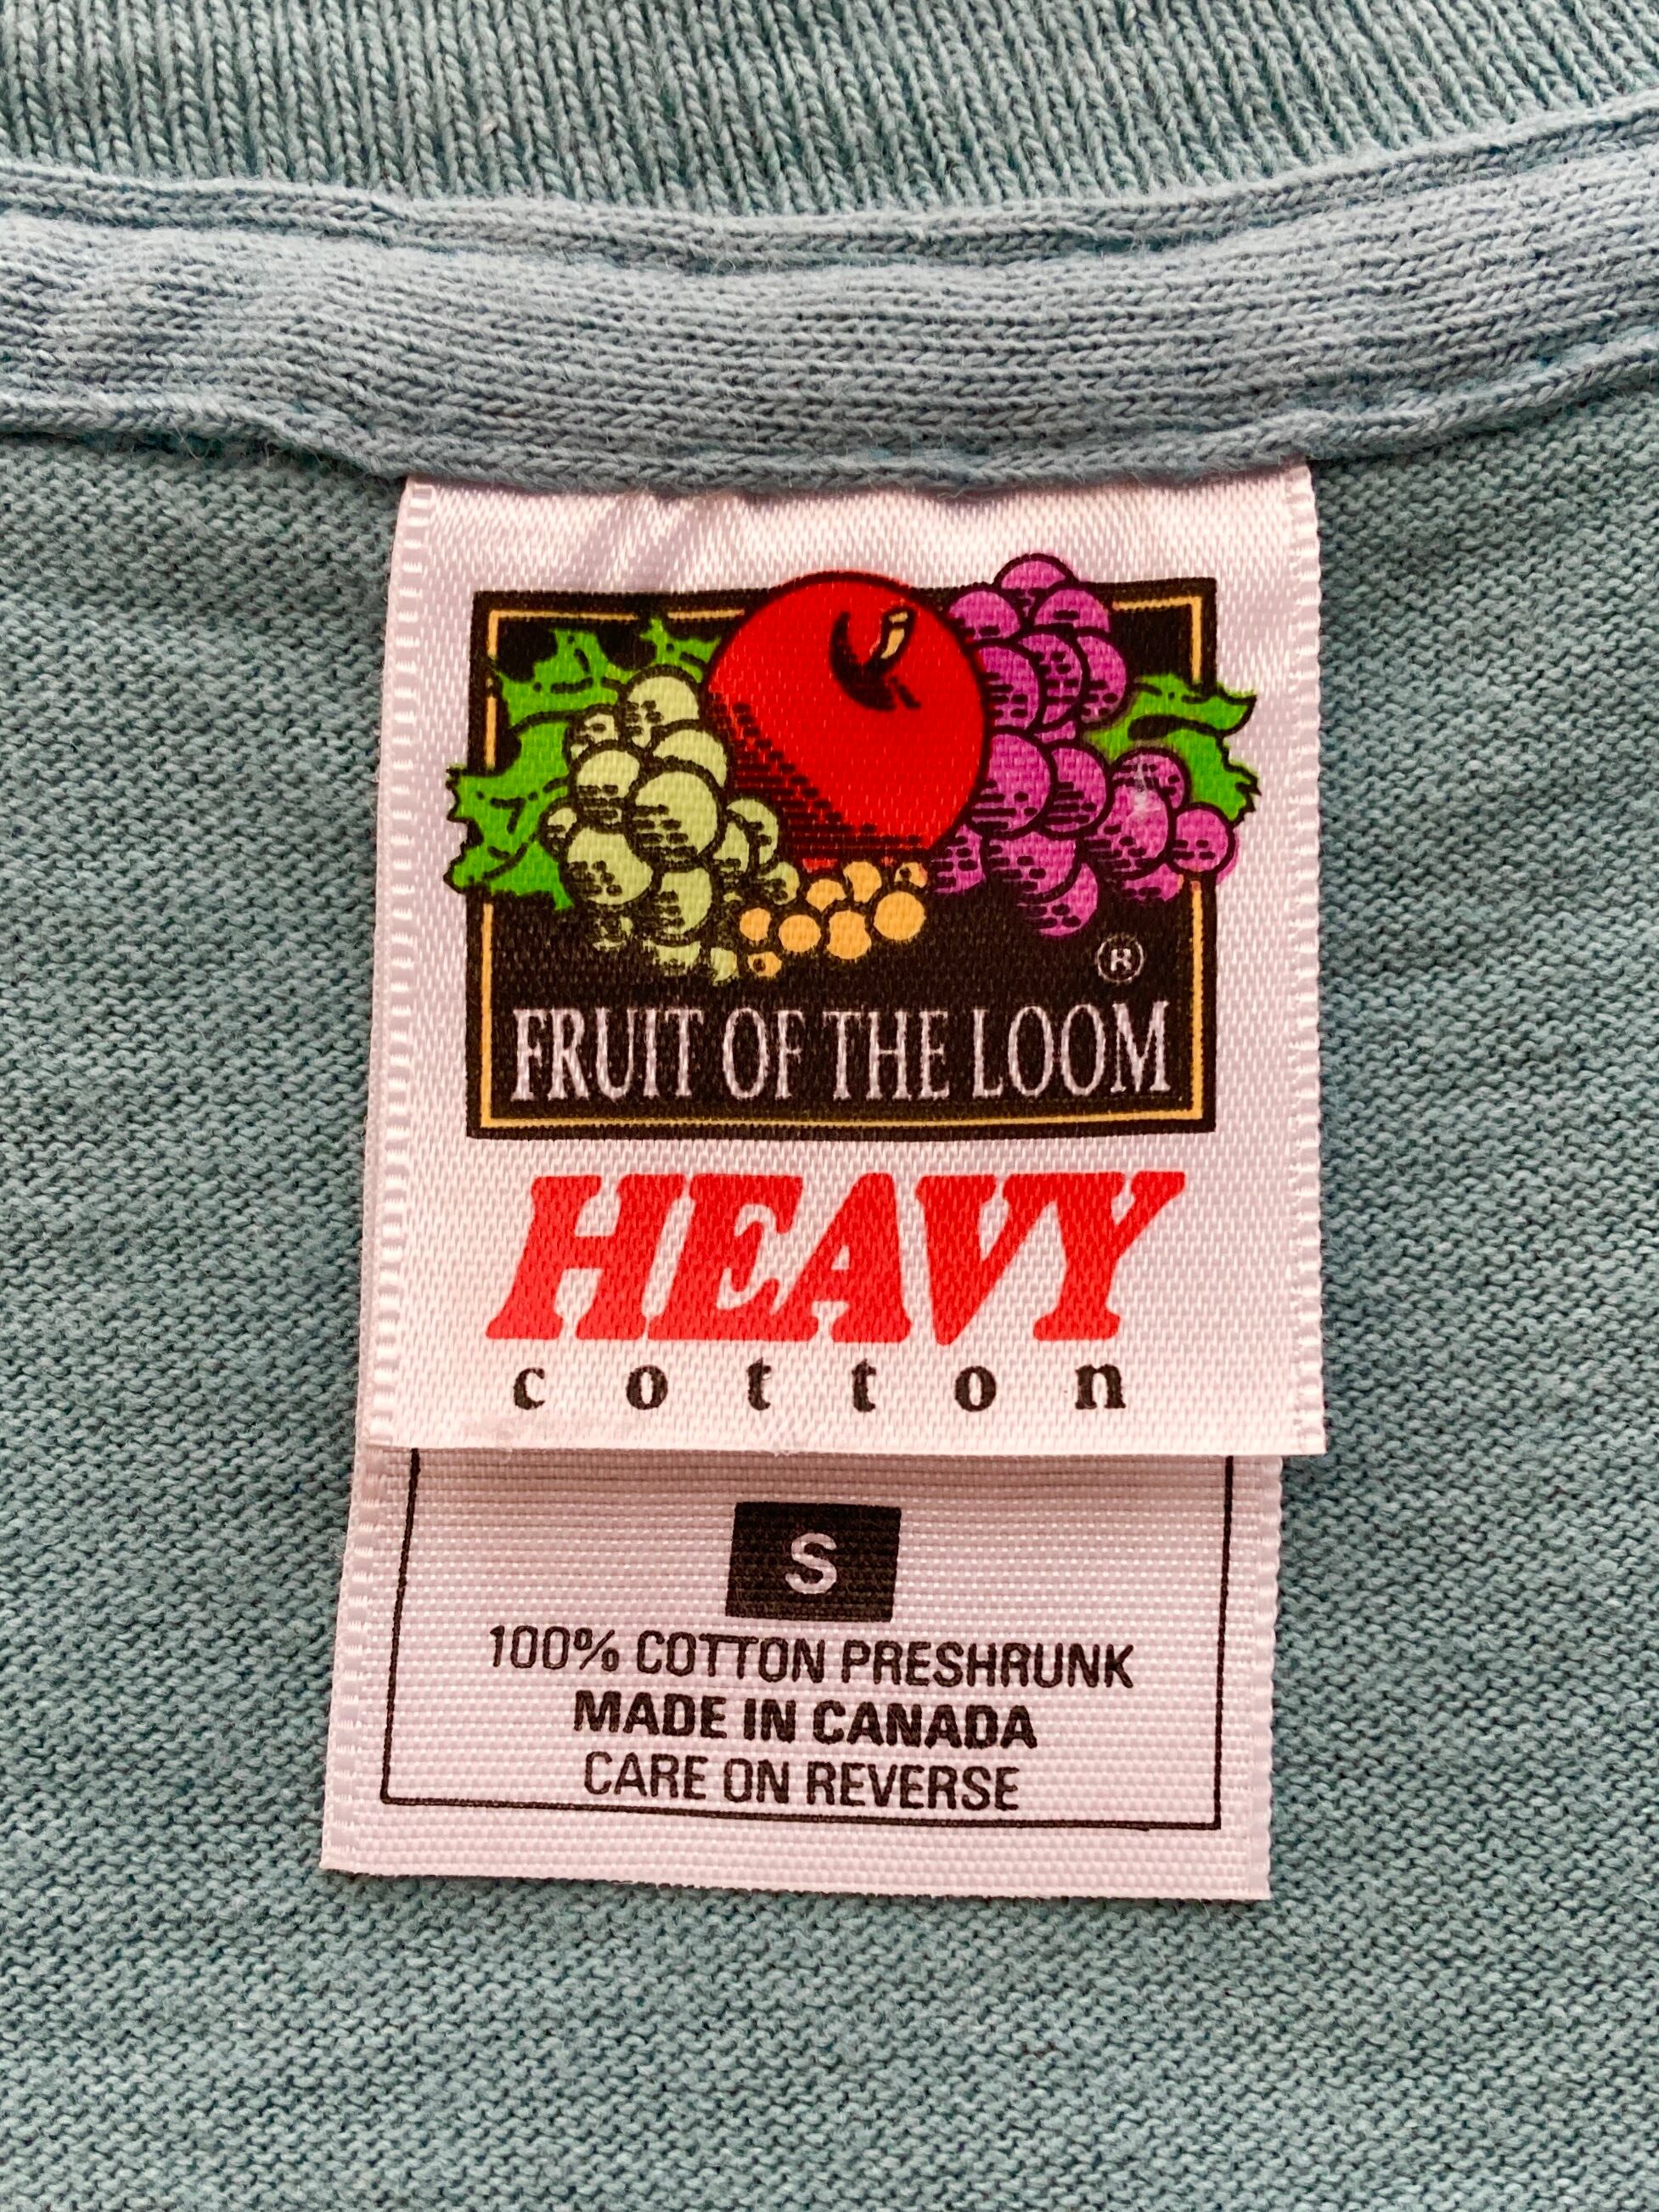 ®
FRUIT OF THE LOOM
HEAVY
cotton
S
100% COTTON PRESHRUNK
MADE IN CANADA
CARE ON REVERSE